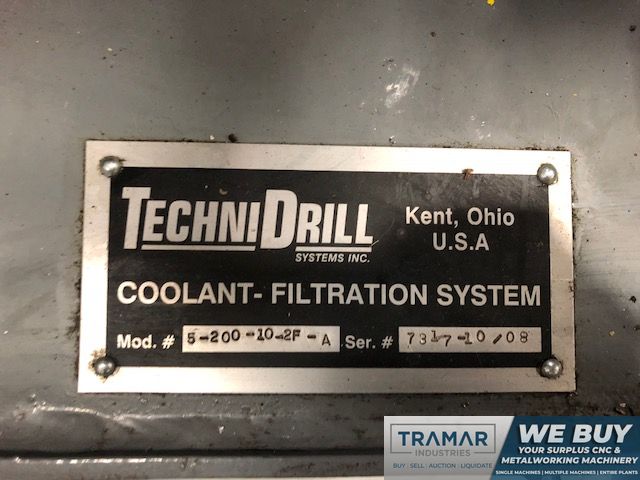 TECHNIDRILL
SYSTEMS INC.
Kent, Ohio
U.S.A
COOLANT- FILTRATION SYSTEM
Mod. # 5-200-10-2F-A Ser. # 7317-10/08
TRAMAR
INDUSTRIES
BUY | SELL | AUCTION | LIQUIDATE
WE BUY
YOUR SURPLUS CNC &
METALWORKING MACHINERY
SINGLE MACHINES | MULTIPLE MACHINES | ENTIRE PLANTS